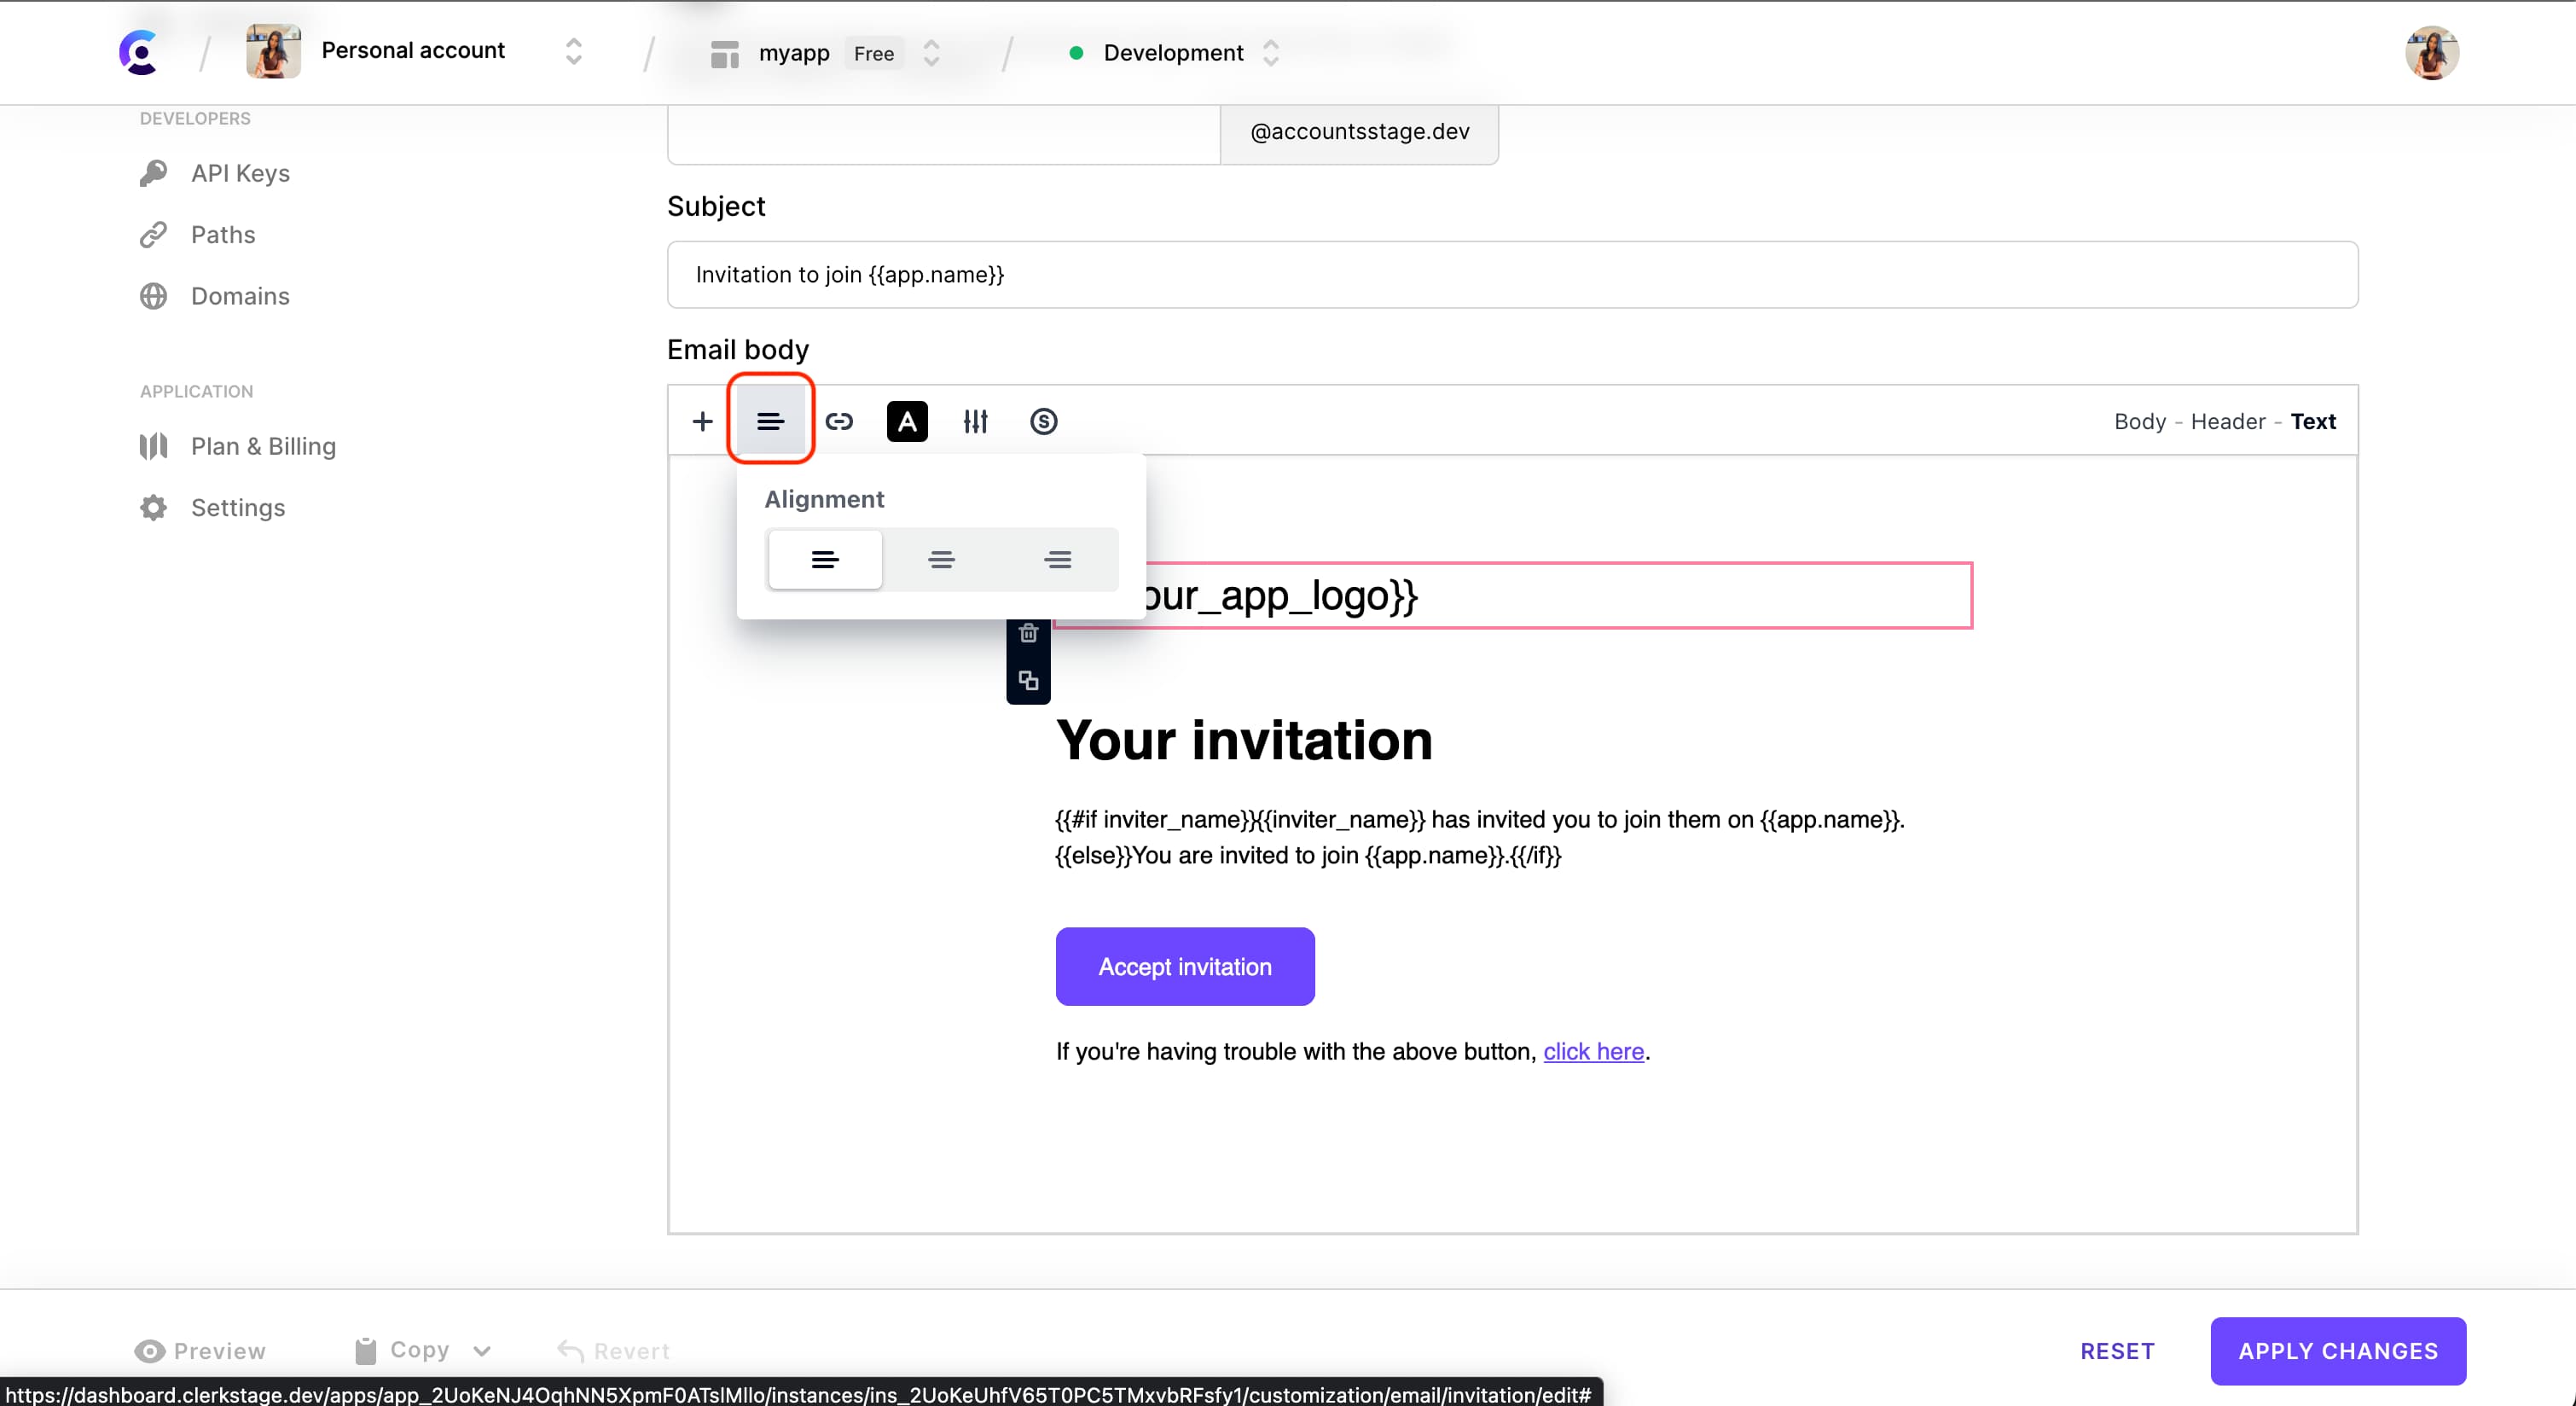 Personal account
myapp Free
Development
DEVELOPERS
API Keys
Paths
Domains
APPLICATION
Plan & Billing
Settings
@accountsstage.dev
Subject
Invitation to join {{app.name}}
Email body
A
S
Body - Header - Text
Alignment
our_app_logo}}
Your invitation
{{#if inviter_name}}{{inviter_name}} has invited you to join them on {{app.name}}.
{{else}}You are invited to join {{app.name}}.{{/if}}
Accept invitation
If you're having trouble with the above button, click here.
Preview
Copy
Revert
RESET
APPLY CHANGES
https://dashboard.clerkstage.dev/apps/app_2UoKeNJ4OqhNN5XpmF0ATslMllo/instances/ins_2UoKeUhfV65T0PC5TMxvbRFsfy1/customization/email/invitation/edit#